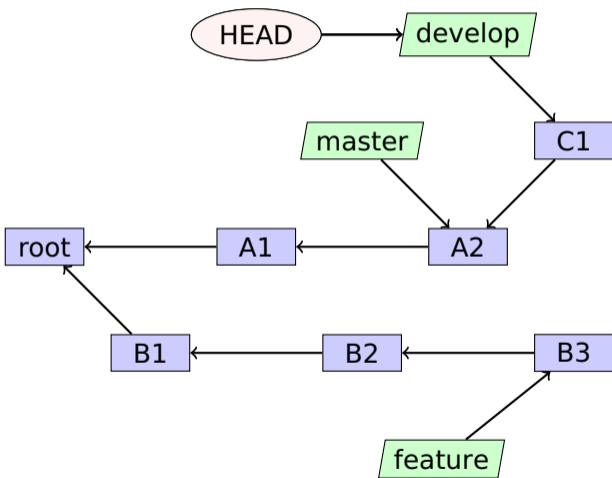 HEAD
develop
master
C1
root
A1
A2
B1
B2
B3
feature